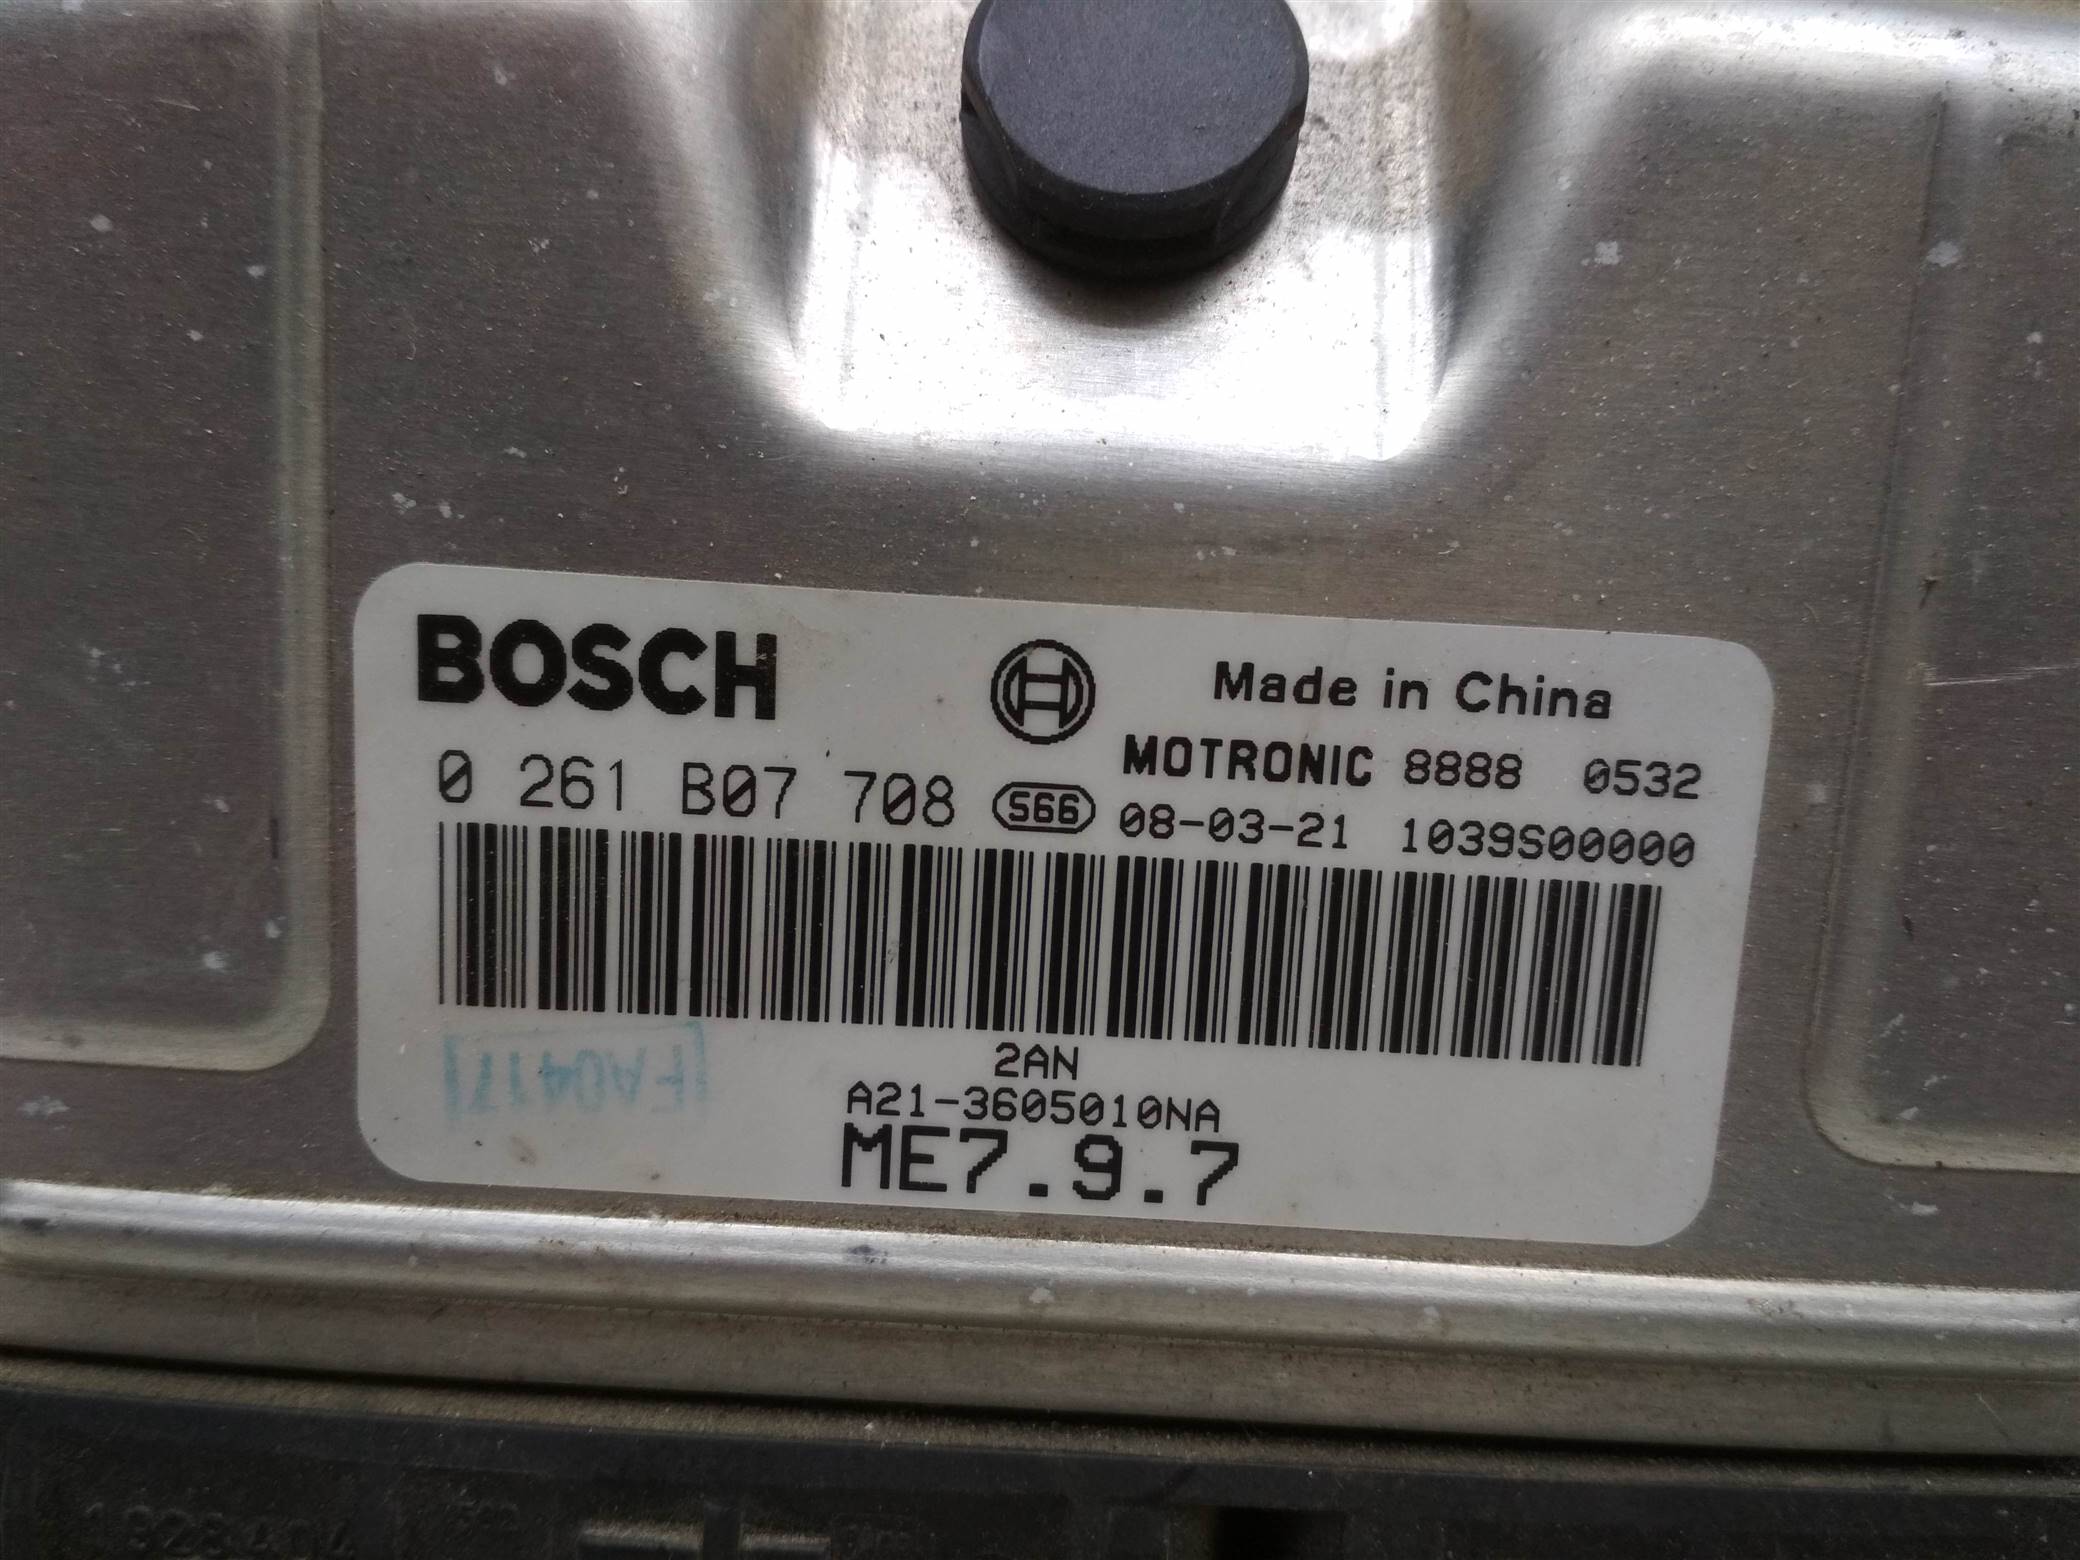 BOSCH
Made in China
MOTRONIC 8888 0532
0 261 B07 708 S66 08-03-21 1039S00000
2AN
A21-3605010NA
ME7.9.7